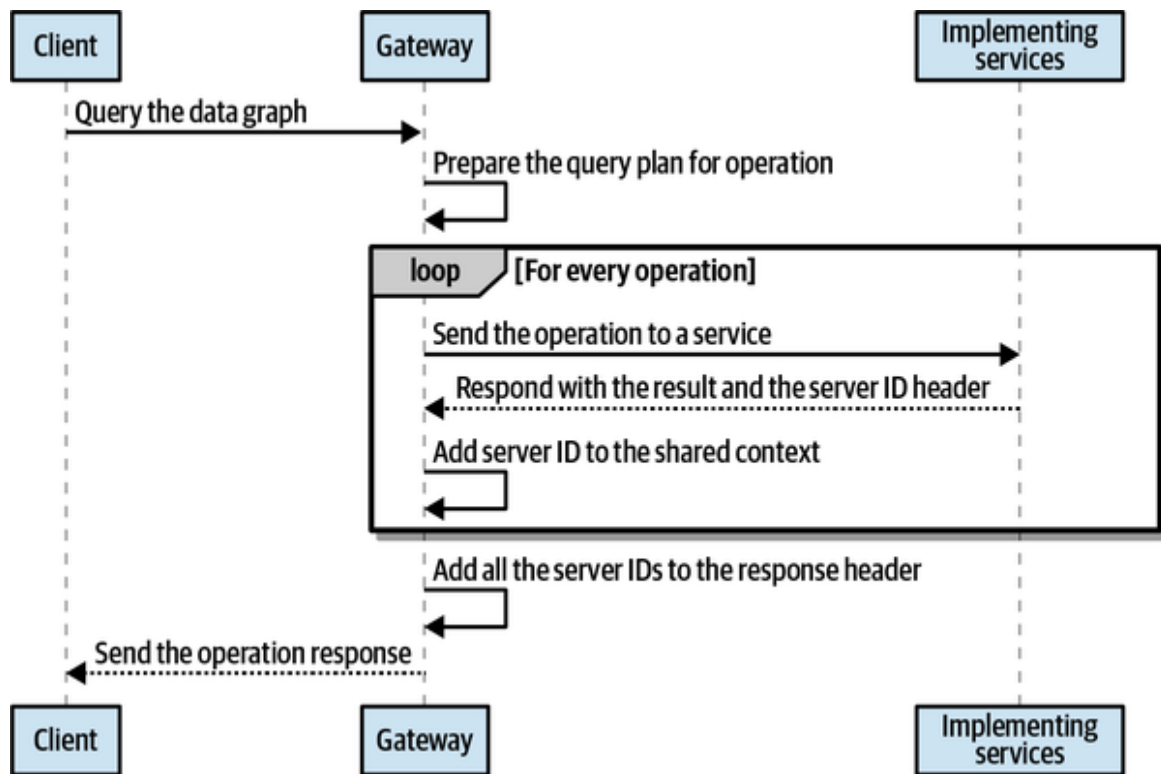 Client
Gateway
Implementing
services
Query the data graph
Prepare the query plan for operation
loop
[For every operation]
Send the operation to a service
Respond with the result and the server ID header
Add server ID to the shared context
Add all the server IDs to the response header
Send the operation response
Client
Gateway
Implementing
services